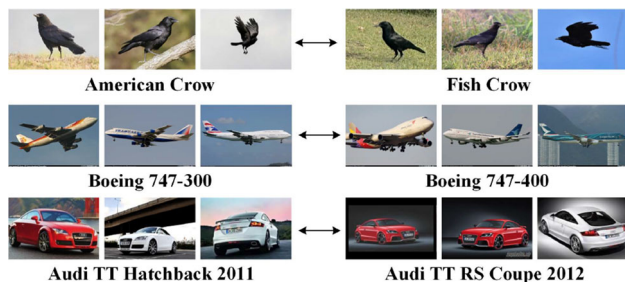 American Crow
Fish Crow
Boeing 747-300
Boeing 747-400
Audi TT Hatchback 2011
Audi TT RS Coupe 2012